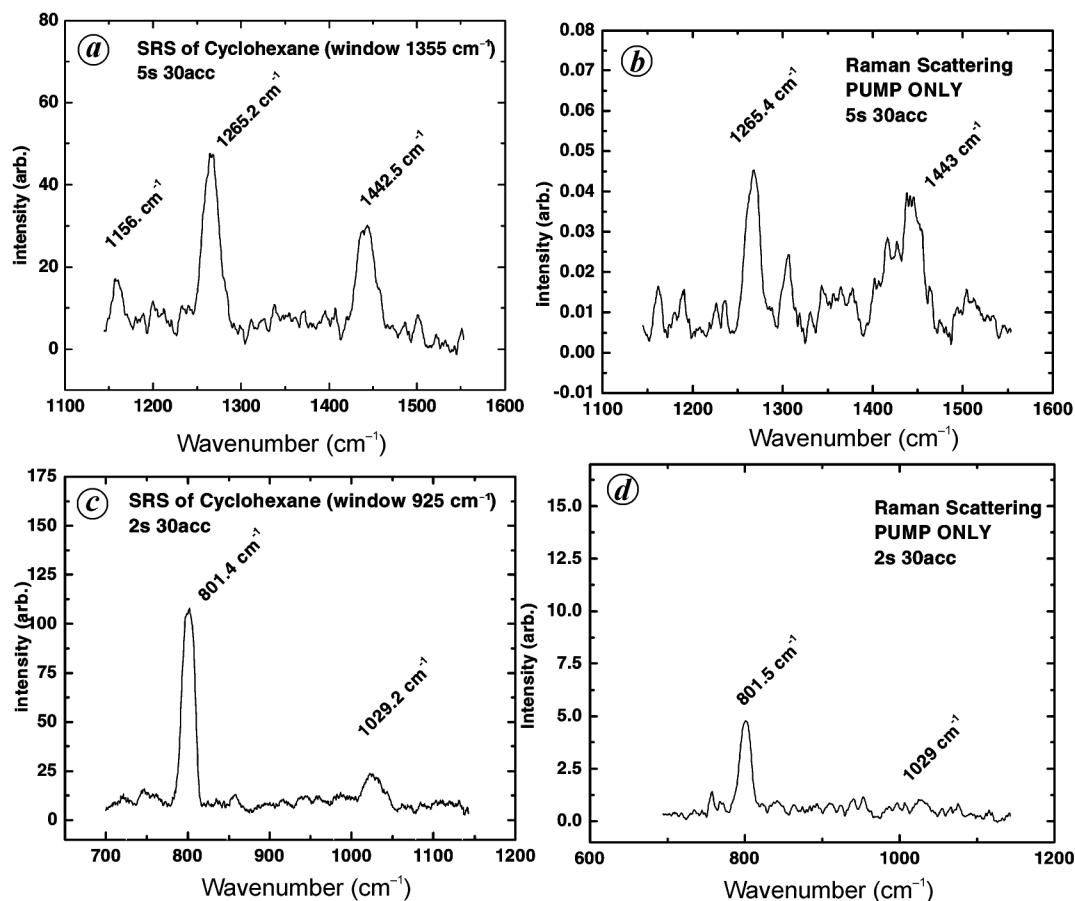 a
SRS of Cyclohexane (window 1355 cm⁻¹)
5s 30acc
1156. cm⁻¹
1265.2 cm⁻¹
1442.5 cm⁻¹
intensity (arb.)
80
60
40
20
0
1100 1200 1300 1400 1500 1600
Wavenumber (cm⁻¹)
b
Raman Scattering
PUMP ONLY
5s 30acc
1265.4 cm⁻¹
1443 cm⁻¹
intensity (arb.)
0.08
0.07
0.06
0.05
0.04
0.03
0.02
0.01
0.00
-0.01
1100 1200 1300 1400 1500 1600
Wavenumber (cm⁻¹)
c
SRS of Cyclohexane (window 925 cm⁻¹)
2s 30acc
801.4 cm⁻¹
1029.2 cm⁻¹
intensity (arb.)
175
150
125
100
75
50
25
0
700 800 900 1000 1100 1200
Wavenumber (cm⁻¹)
d
Raman Scattering
PUMP ONLY
2s 30acc
801.5 cm⁻¹
1029 cm⁻¹
Intensity (arb.)
15.0
12.5
10.0
7.5
5.0
2.5
0.0
600 800 1000 1200
Wavenumber (cm⁻¹)